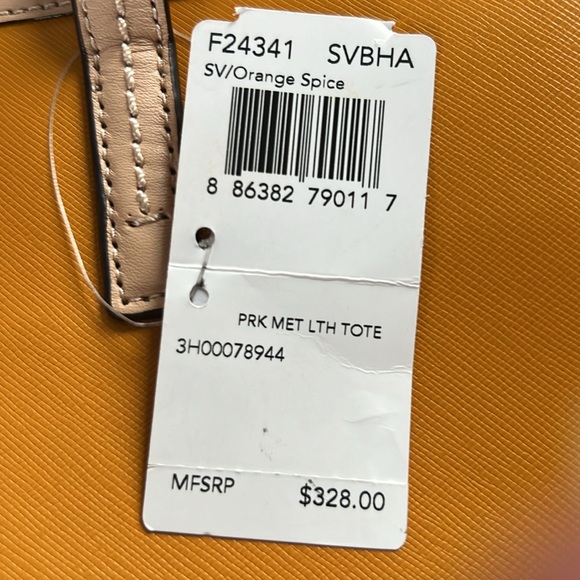 F24341 SVBHA
SV/Orange Spice
8 86382 79011 7
PRK MET LTH TOTE
3H00078944
MFSRP $328.00